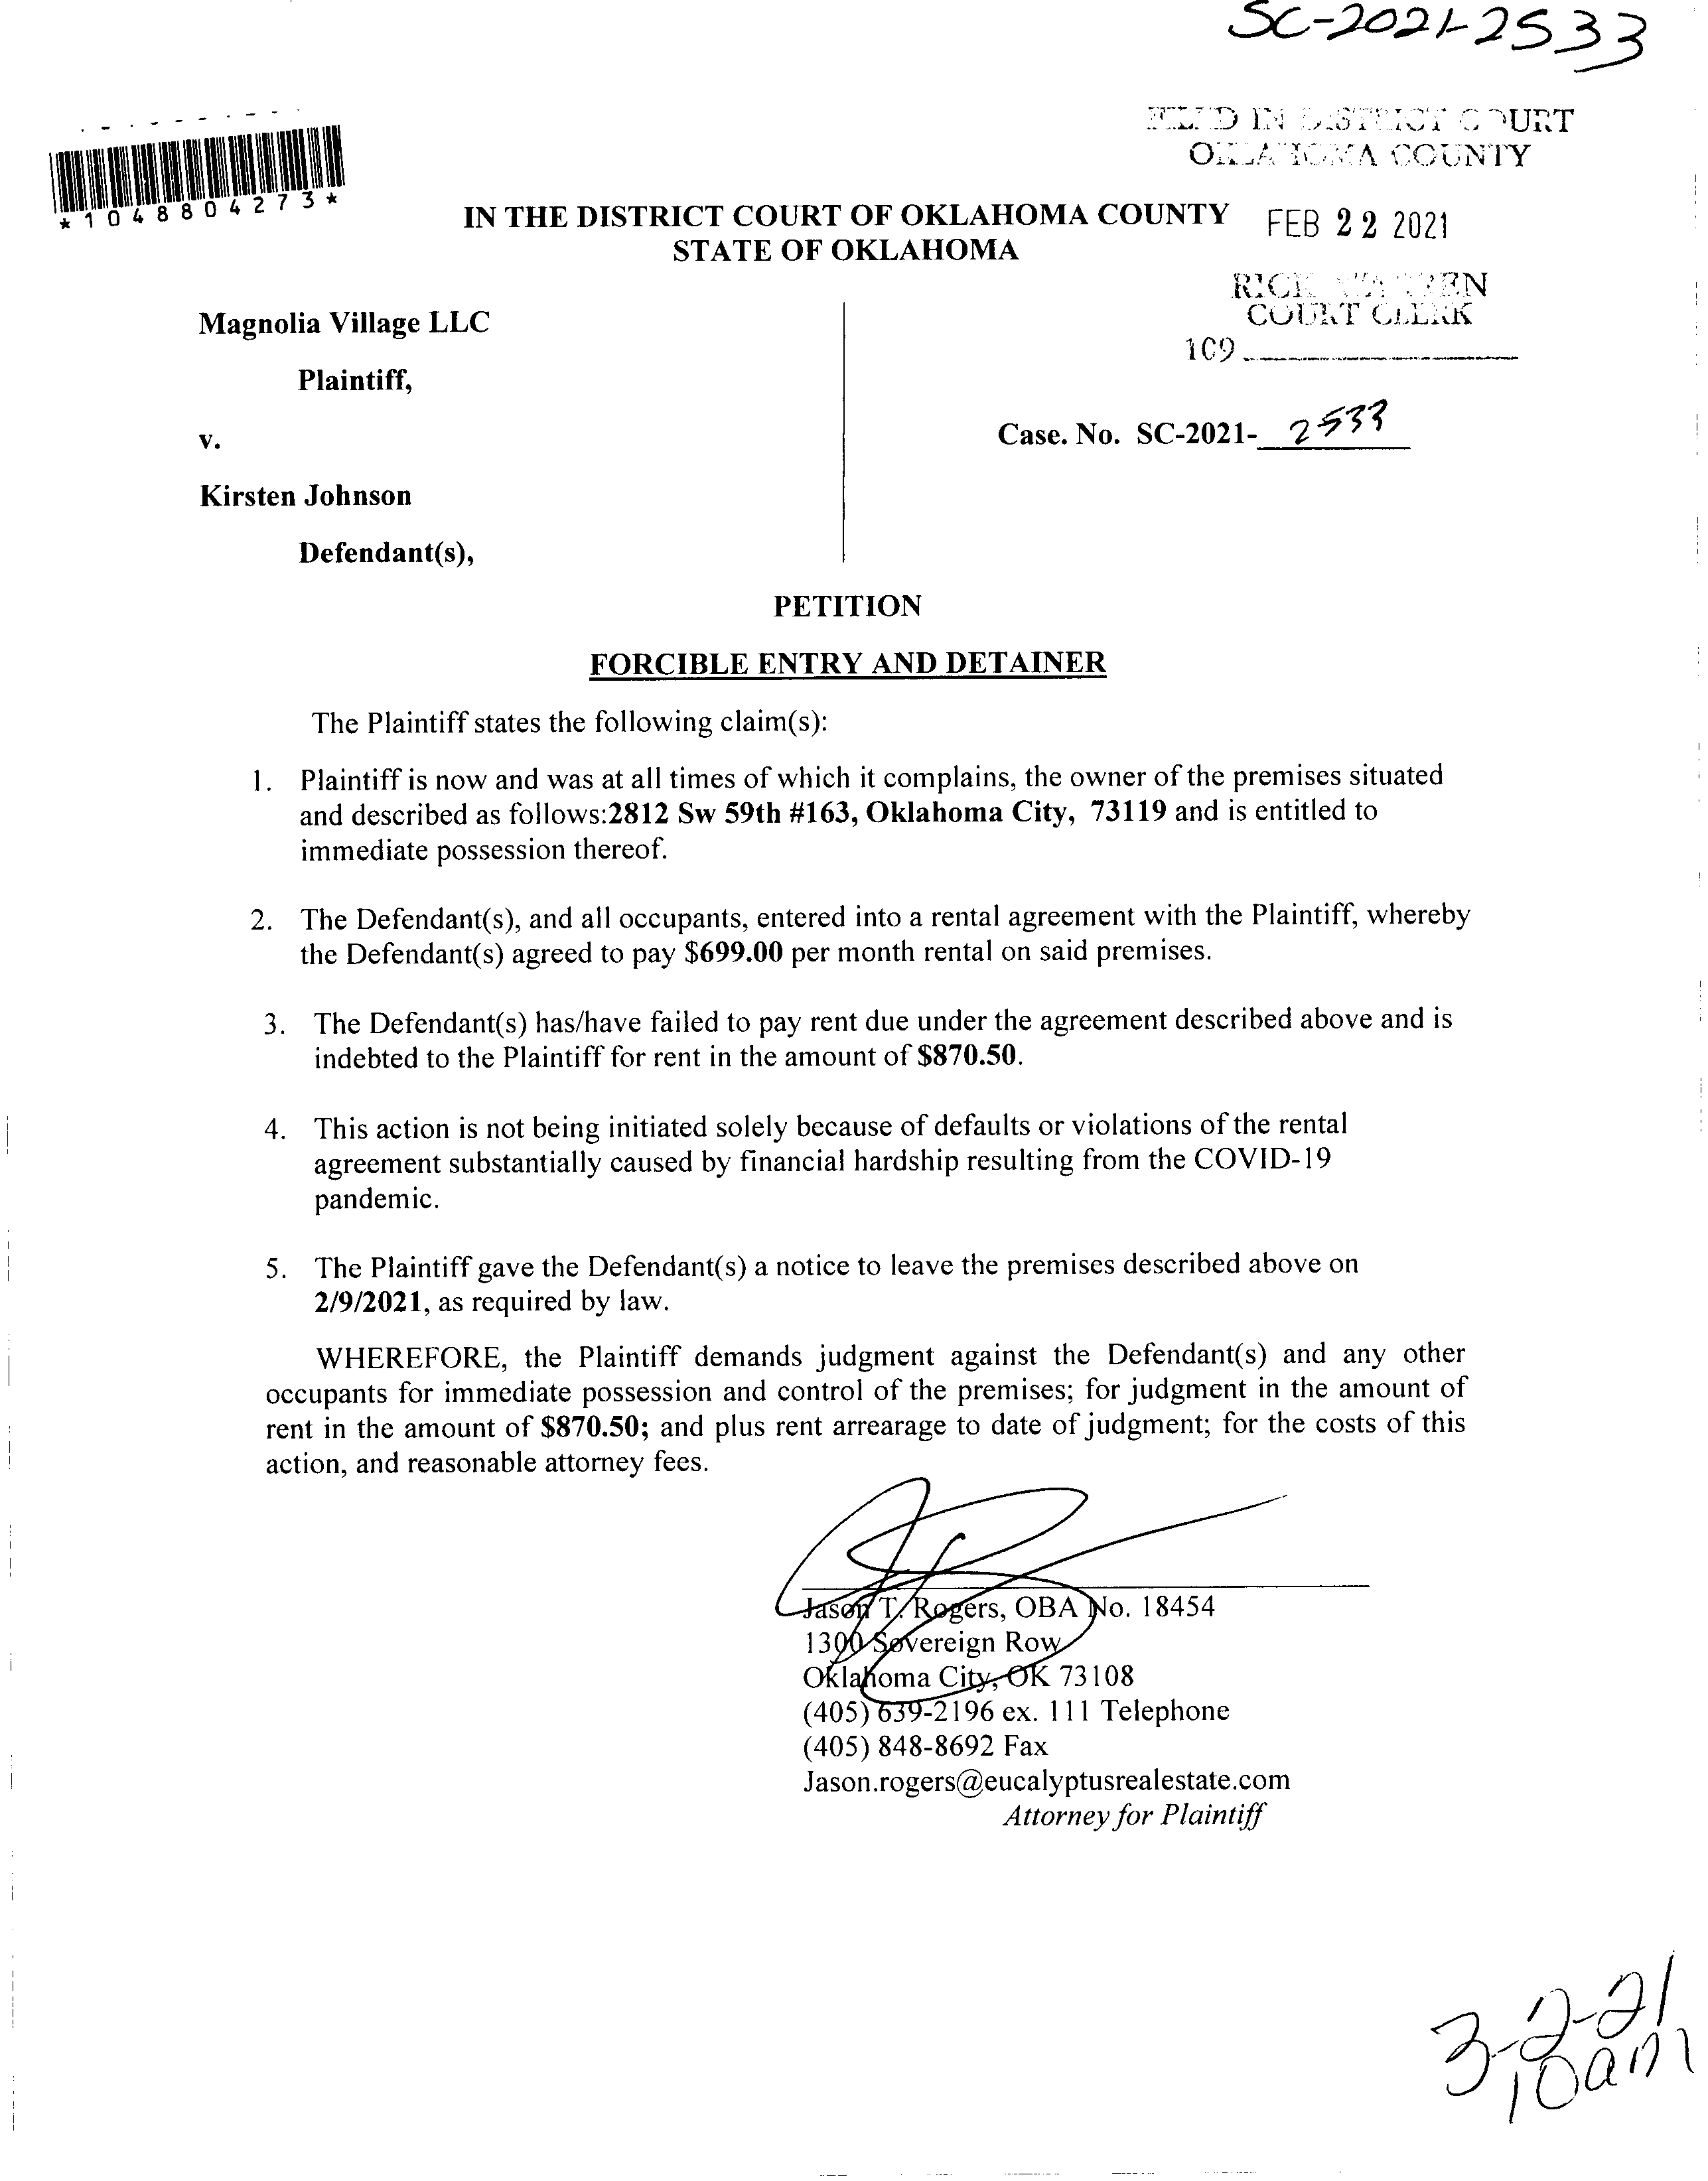 SC-2021-2533
FILED IN DISTRICT COURT
OKLAHOMA COUNTY
*1048804273*
IN THE DISTRICT COURT OF OKLAHOMA COUNTY
STATE OF OKLAHOMA
FEB 22 2021
RICK WARREN
COURT CLERK
109
Magnolia Village LLC
Plaintiff,
v.
Case. No. SC-2021- 2533
Kirsten Johnson
Defendant(s),
PETITION
FORCIBLE ENTRY AND DETAINER
The Plaintiff states the following claim(s):
1. Plaintiff is now and was at all times of which it complains, the owner of the premises situated
and described as follows:2812 Sw 59th #163, Oklahoma City, 73119 and is entitled to
immediate possession thereof.
2. The Defendant(s), and all occupants, entered into a rental agreement with the Plaintiff, whereby
the Defendant(s) agreed to pay $699.00 per month rental on said premises.
3. The Defendant(s) has/have failed to pay rent due under the agreement described above and is
indebted to the Plaintiff for rent in the amount of $870.50.
4. This action is not being initiated solely because of defaults or violations of the rental
agreement substantially caused by financial hardship resulting from the COVID-19
pandemic.
5. The Plaintiff gave the Defendant(s) a notice to leave the premises described above on
2/9/2021, as required by law.
WHEREFORE, the Plaintiff demands judgment against the Defendant(s) and any other
occupants for immediate possession and control of the premises; for judgment in the amount of
rent in the amount of $870.50; and plus rent arrearage to date of judgment; for the costs of this
action, and reasonable attorney fees.
Jason T. Rogers, OBA No. 18454
1300 Sovereign Row
Oklahoma City, OK 73108
(405) 639-2196 ex. 111 Telephone
(405) 848-8692 Fax
Jason.rogers@eucalyptusrealestate.com
Attorney for Plaintiff
3-2-21
10am